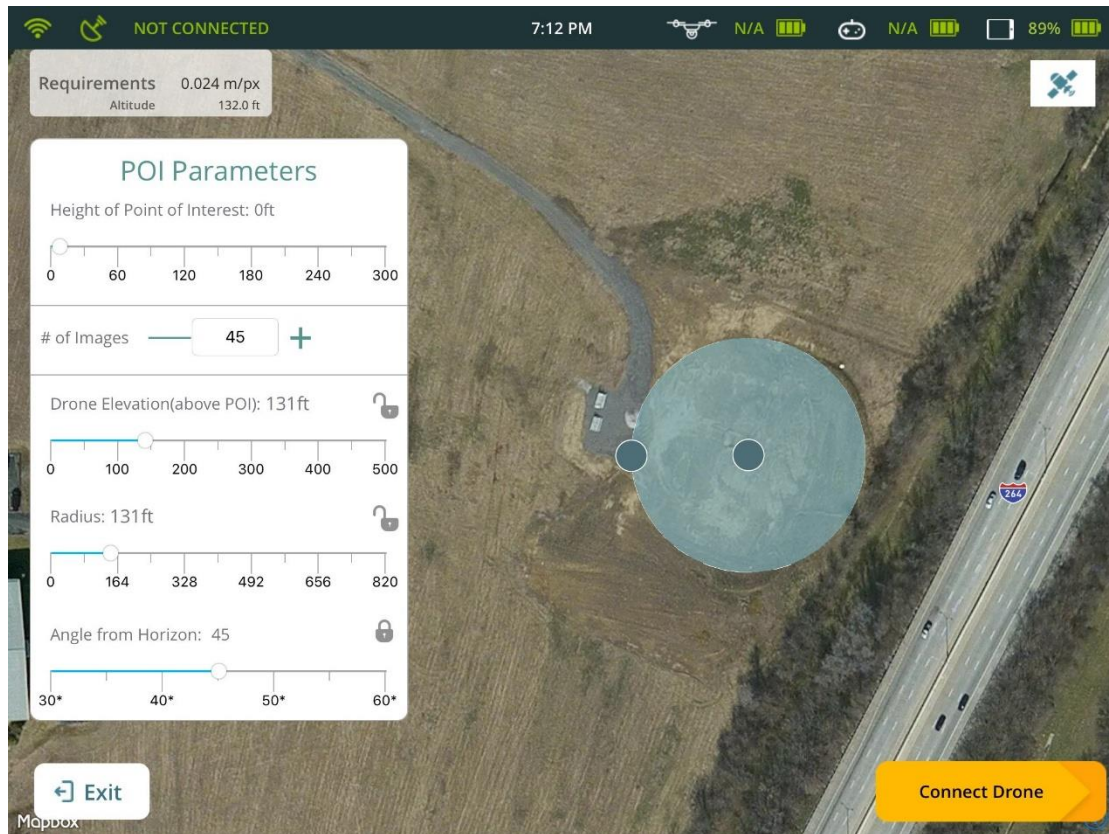 NOT CONNECTED
7:12 PM
N/A
N/A
89%
Requirements 0.024 m/px
Altitude 132.0 ft
POI Parameters
Height of Point of Interest: 0ft
0 60 120 180 240 300
# of Images 45 +
Drone Elevation(above POI): 131ft
0 100 200 300 400 500
Radius: 131ft
0 164 328 492 656 820
Angle from Horizon: 45
30* 40* 50* 60*
264
Exit
Connect Drone
Mapbox